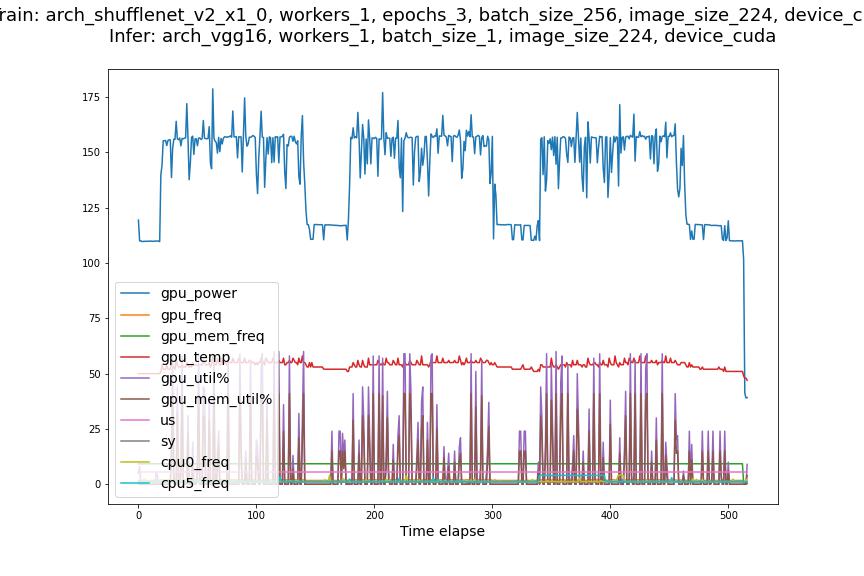 rain: arch_shufflenet_v2_x1_0, workers_1, epochs_3, batch_size_256, image_size_224, device_c
Infer: arch_vgg16, workers_1, batch_size_1, image_size_224, device_cuda
175
150
125
100
75
50
25
0
gpu_power
gpu_freq
gpu_mem_freq
gpu_temp
gpu_util%
gpu_mem_util%
us
sy
cpu0_freq
cpu5_freq
0 100 200 300 400 500
Time elapse